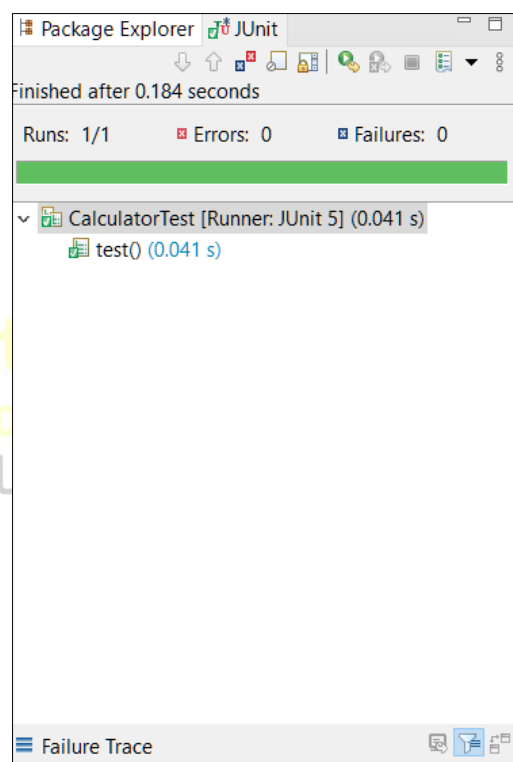 Package Explorer JUnit
Finished after 0.184 seconds
Runs: 1/1 Errors: 0 Failures: 0
CalculatorTest [Runner: JUnit 5] (0.041 s)
test() (0.041 s)
Failure Trace